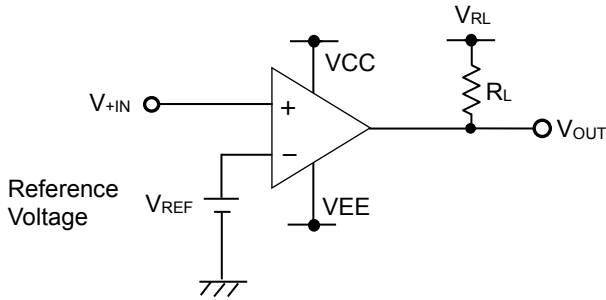 VRL
VCC
RL
V+IN
+
VOUT
−
Reference
Voltage
VREF
VEE